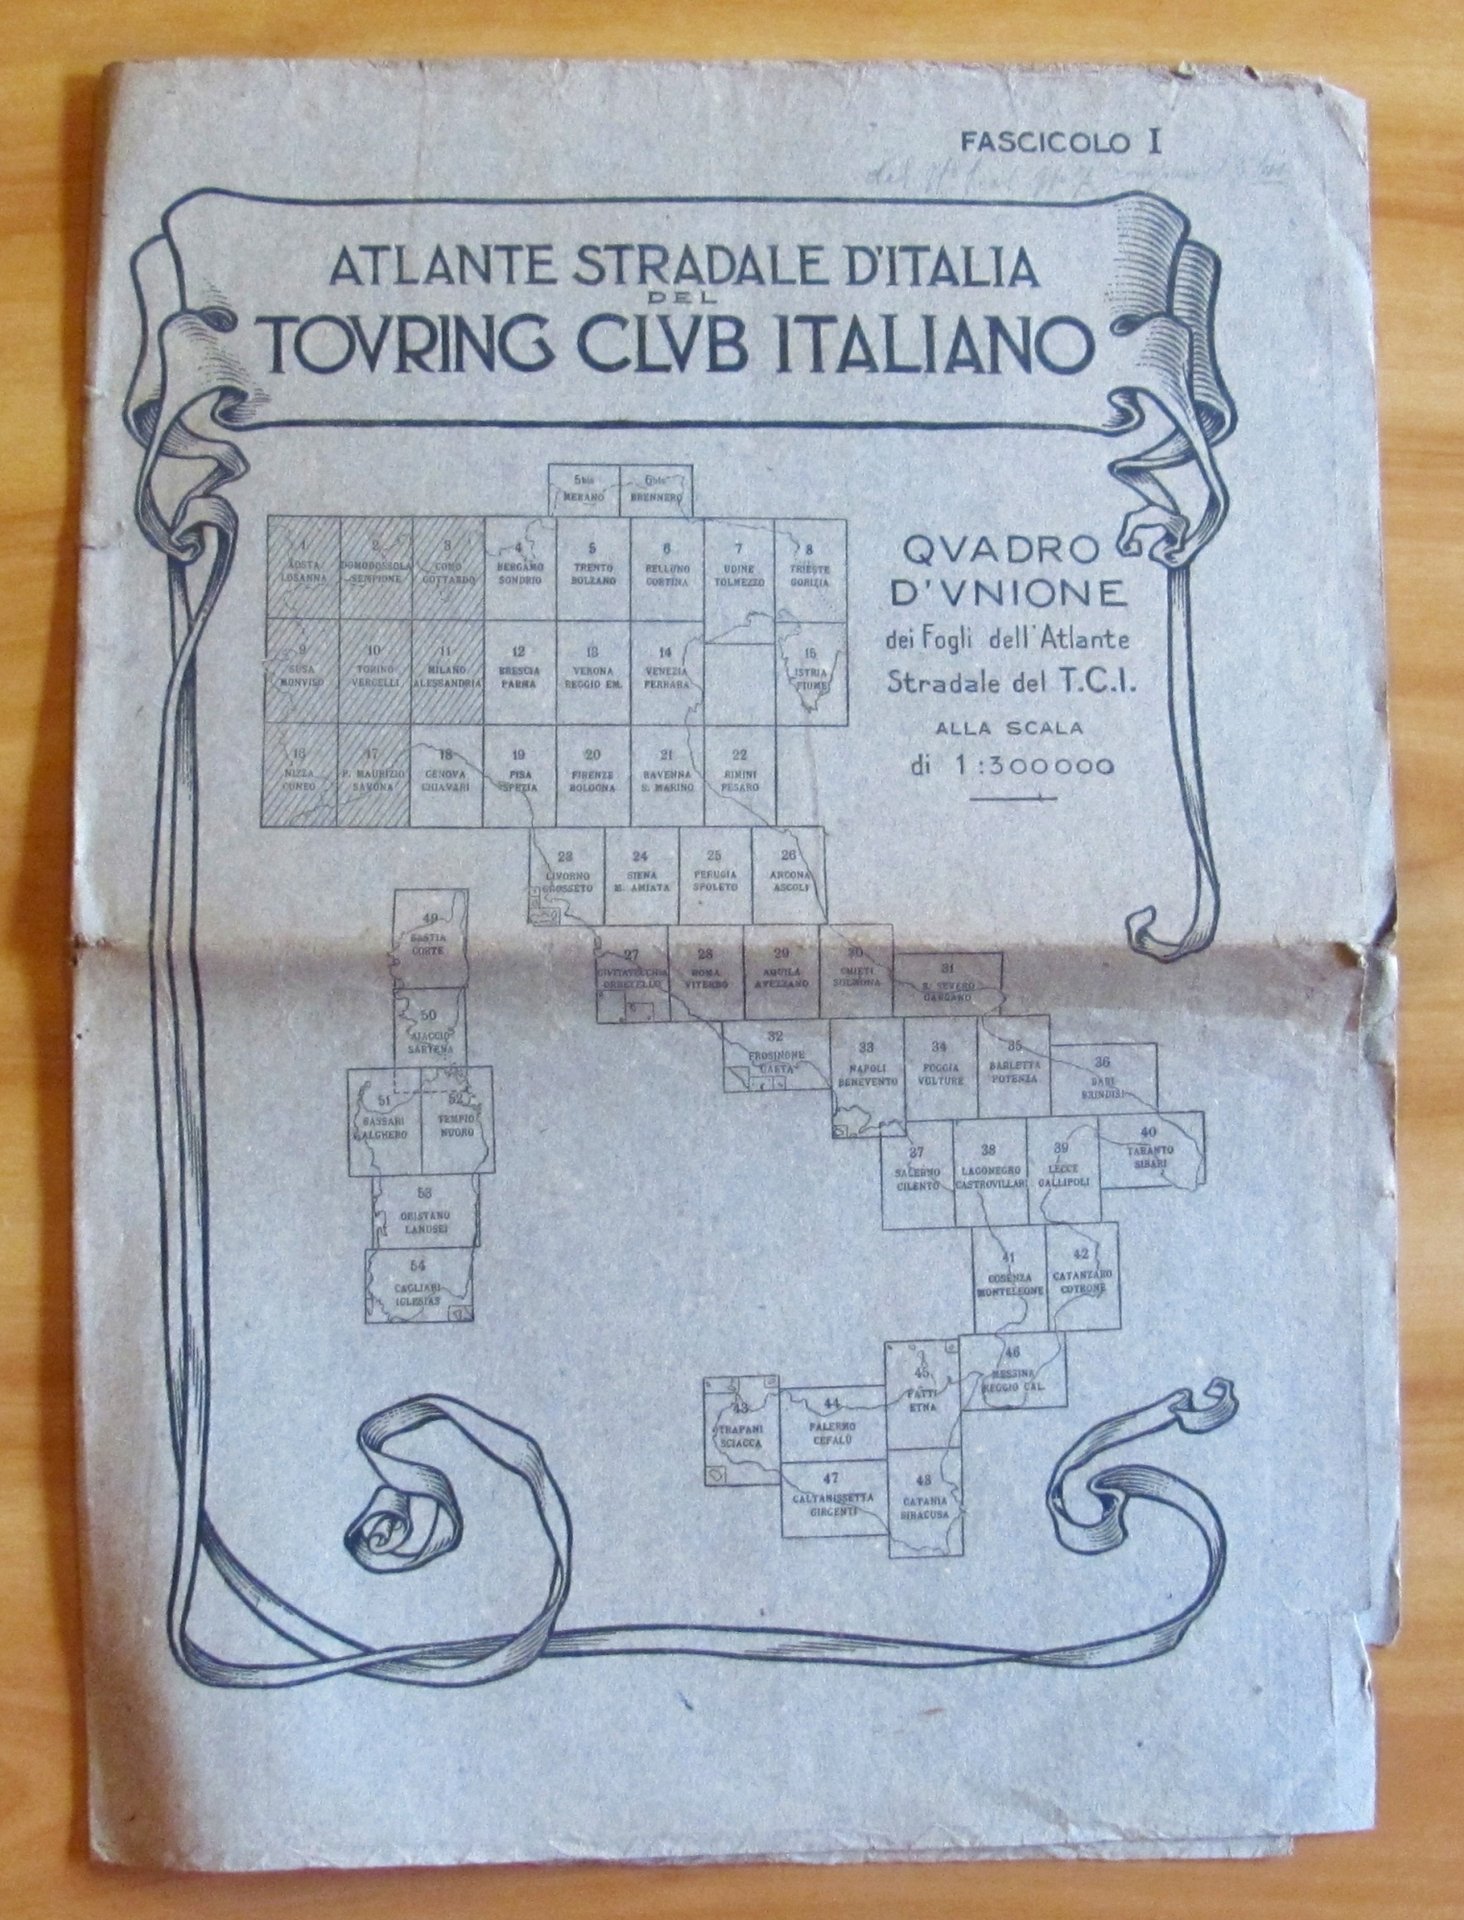 FASCICOLO I
ATLANTE STRADALE D'ITALIA
DEL
TOVRING CLVB ITALIANO
QVADRO
D'VNIONE
dei Fogli dell'Atlante
Stradale del T.C.I.
ALLA SCALA
di 1:300000
5bis
MERANO
6bis
BRENNERO
1
AOSTA
LOSANNA
2
DOMODOSSOLA
SEMPIONE
3
COMO
GOTTARDO
4
BERGAMO
SONDRIO
5
TRENTO
BOLZANO
6
BELLUNO
CORTINA
7
UDINE
TOLMEZZO
8
TRIESTE
GORIZIA
9
SUSA
MONVISO
10
TORINO
VERCELLI
11
MILANO
ALESSANDRIA
12
BRESCIA
PARMA
13
VERONA
REGGIO EM.
14
VENEZIA
FERRARA
15
ISTRIA
FIUME
16
NIZZA
CUNEO
17
P. MAURIZIO
SAVONA
18
GENOVA
CHIAVARI
19
PISA
SPEZIA
20
FIRENZE
BOLOGNA
21
RAVENNA
S. MARINO
22
RIMINI
PESARO
23
LIVORNO
GROSSETO
24
SIENA
M. AMIATA
25
PERUGIA
SPOLETO
26
ANCONA
ASCOLI
27
CIVITAVECCHIA
ORBETELLO
28
ROMA
VITERBO
29
AQUILA
AVEZZANO
30
CHIETI
SOLMONA
31
S. SEVERO
GARGANO
32
FROSINONE
GAETA
33
NAPOLI
BENEVENTO
34
FOGGIA
VULTURE
35
BARLETTA
POTENZA
36
BARI
BRINDISI
37
SALERNO
CILENTO
38
LAGONEGRO
CASTROVILLARI
39
LECCE
GALLIPOLI
40
TARANTO
SIBARI
41
COSENZA
MONTELEONE
42
CATANZARO
COTRONE
43
TRAPANI
SCIACCA
44
PALERMO
CEFALÙ
45
PATTI
ETNA
46
MESSINA
REGGIO CAL.
47
CALTANISSETTA
GIRGENTI
48
CATANIA
SIRACUSA
49
BASTIA
CORTE
50
AIACCIO
SARTENA
51
SASSARI
ALGHERO
52
TEMPIO
NUORO
53
ORISTANO
LANUSEI
54
CAGLIARI
IGLESIAS